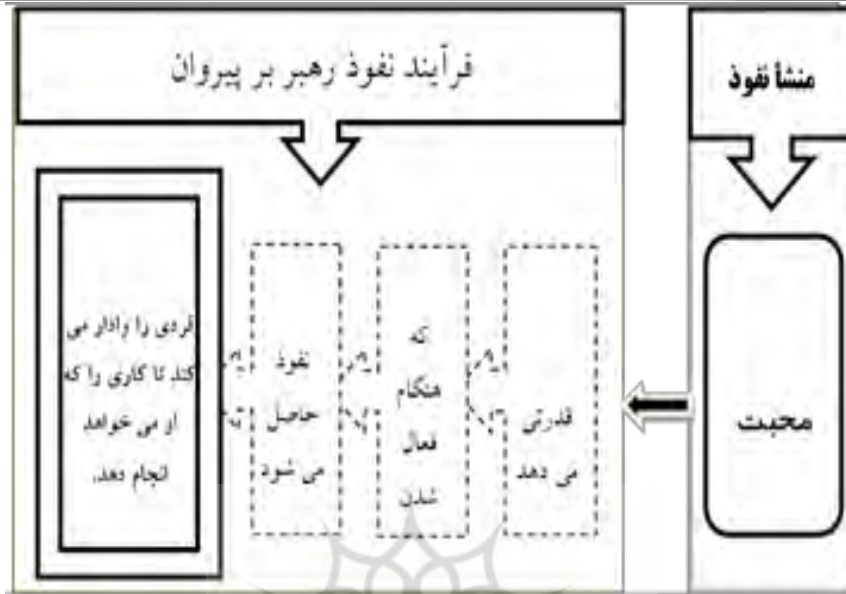 منشأ نفوذ
محبت
فرآیند نفوذ رهبر بر پیروان
قدرتی
می دهد
که
هنگام
فعال
شدن
نفوذ
حاصل
می شود
فردی را وادار می
کند تا کاری را که
او می خواهد
انجام دهد.